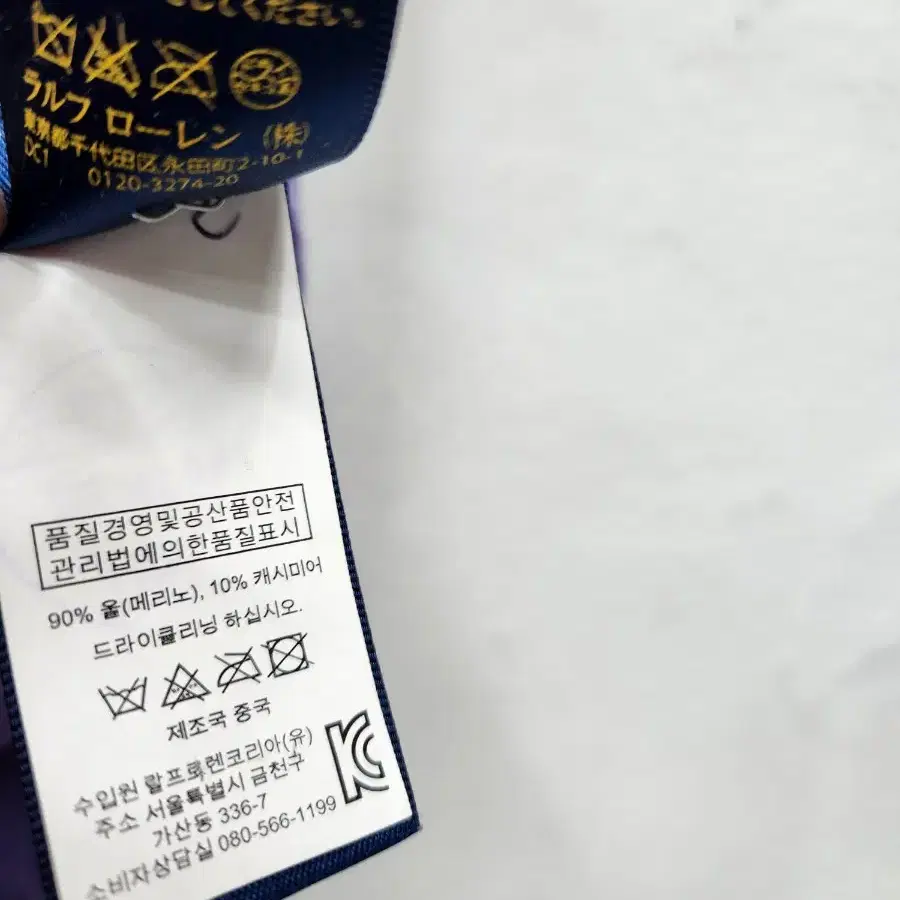 てください。
ラルフ ローレン (株)
東京都千代田区永田町2-10-1
DC1
0120-3274-20
품질경영및공산품안전
관리법에의한품질표시
90% 울(메리노), 10% 캐시미어
드라이클리닝 하십시오.
제조국 중국
수입원 랄프로렌코리아(유)
주소 서울특별시 금천구
가산동 336-7
소비자상담실 080-566-1199